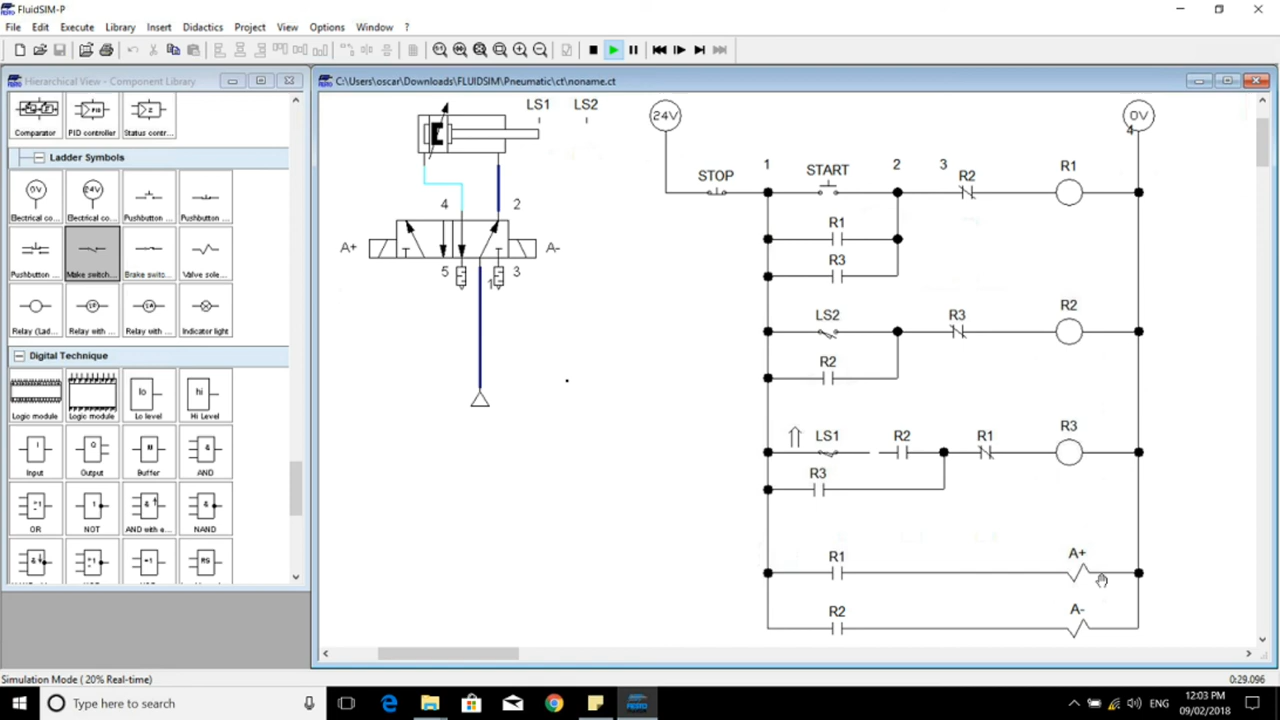 FluidSIM-P
File Edit Execute Library Insert Didactics Project View Options Window ?
Hierarchical View - Component Library
C:\Users\oscar\Downloads\FLUIDSIM\Pneumatic\ct\noname.ct
Comparator PID controller Status contr...
Ladder Symbols
0V 24V
Electrical co... Electrical co... Pushbutton ... Pushbutton ...
Pushbutton ... Make switch... Brake switc... Valve sole...
Relay (Lad... Relay with ... Relay with ... Indicator light
Digital Technique
lo hi
Logic module Logic module Lo level Hi Level
Input Output Buffer AND
OR NOT AND with e... NAND
LS1 LS2
4 2
A+ A-
5 1 3
24V 0V
4
1 START 2 3
STOP R2 R1
R1
R3
LS2 R3 R2
R2
LS1 R2 R1 R3
R3
R1 A+
R2 A-
Simulation Mode ( 20% Real-time) 0:29.096
Type here to search
ENG
12:03 PM
09/02/2018